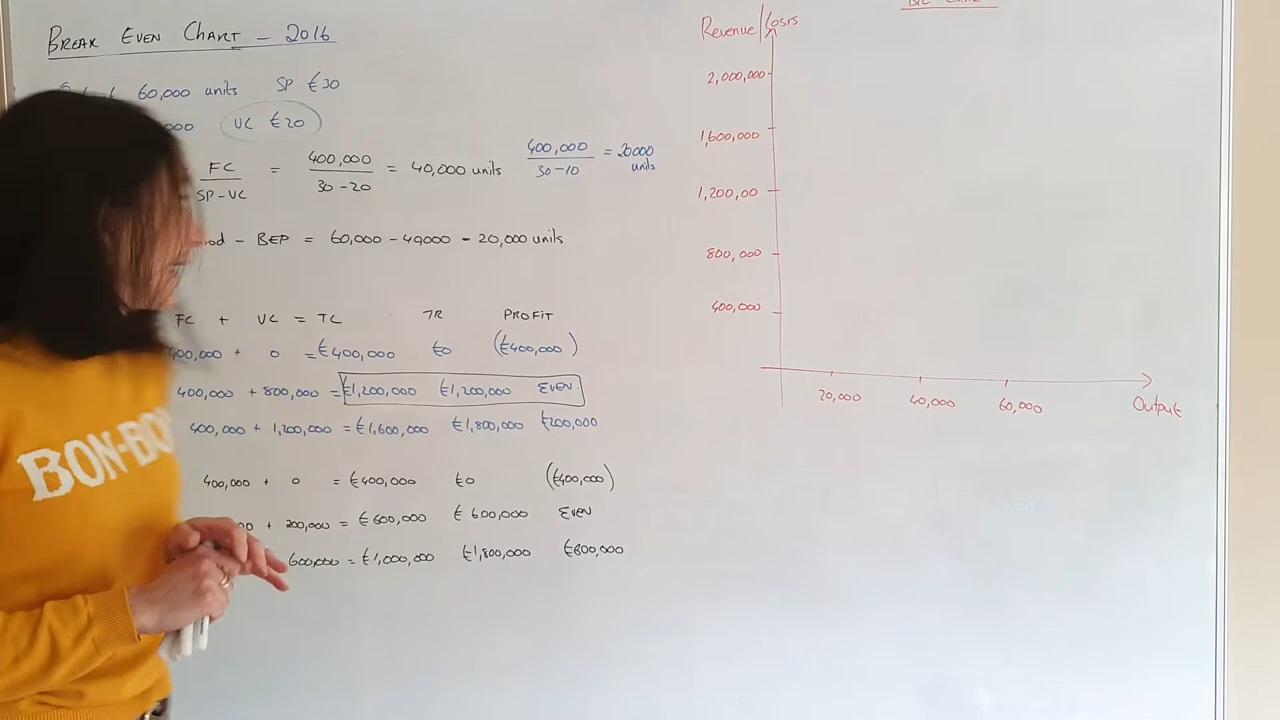 BREAK EVEN CHART - 2016
60,000 units SP €30
000 VC €20
FC = 400,000 = 40,000 units
SP-VC 30-20
400,000 = 20000 units
30-10
- BEP = 60,000 - 40,000 - 20,000 units
FC + VC = TC TR PROFIT
400,000 + 0 = €400,000 €0 (€400,000)
400,000 + 800,000 = €1,200,000 €1,200,000 EVEN
400,000 + 1,200,000 = €1,600,000 €1,800,000 €200,000
400,000 + 0 = €400,000 €0 (€400,000)
+ 200,000 = €600,000 €600,000 EVEN
600,000 = €1,000,000 €1,800,000 €800,000
BON-BO
Revenue/Costs
2,000,000
1,600,000
1,200,00
800,000
400,000
20,000 40,000 60,000
Output